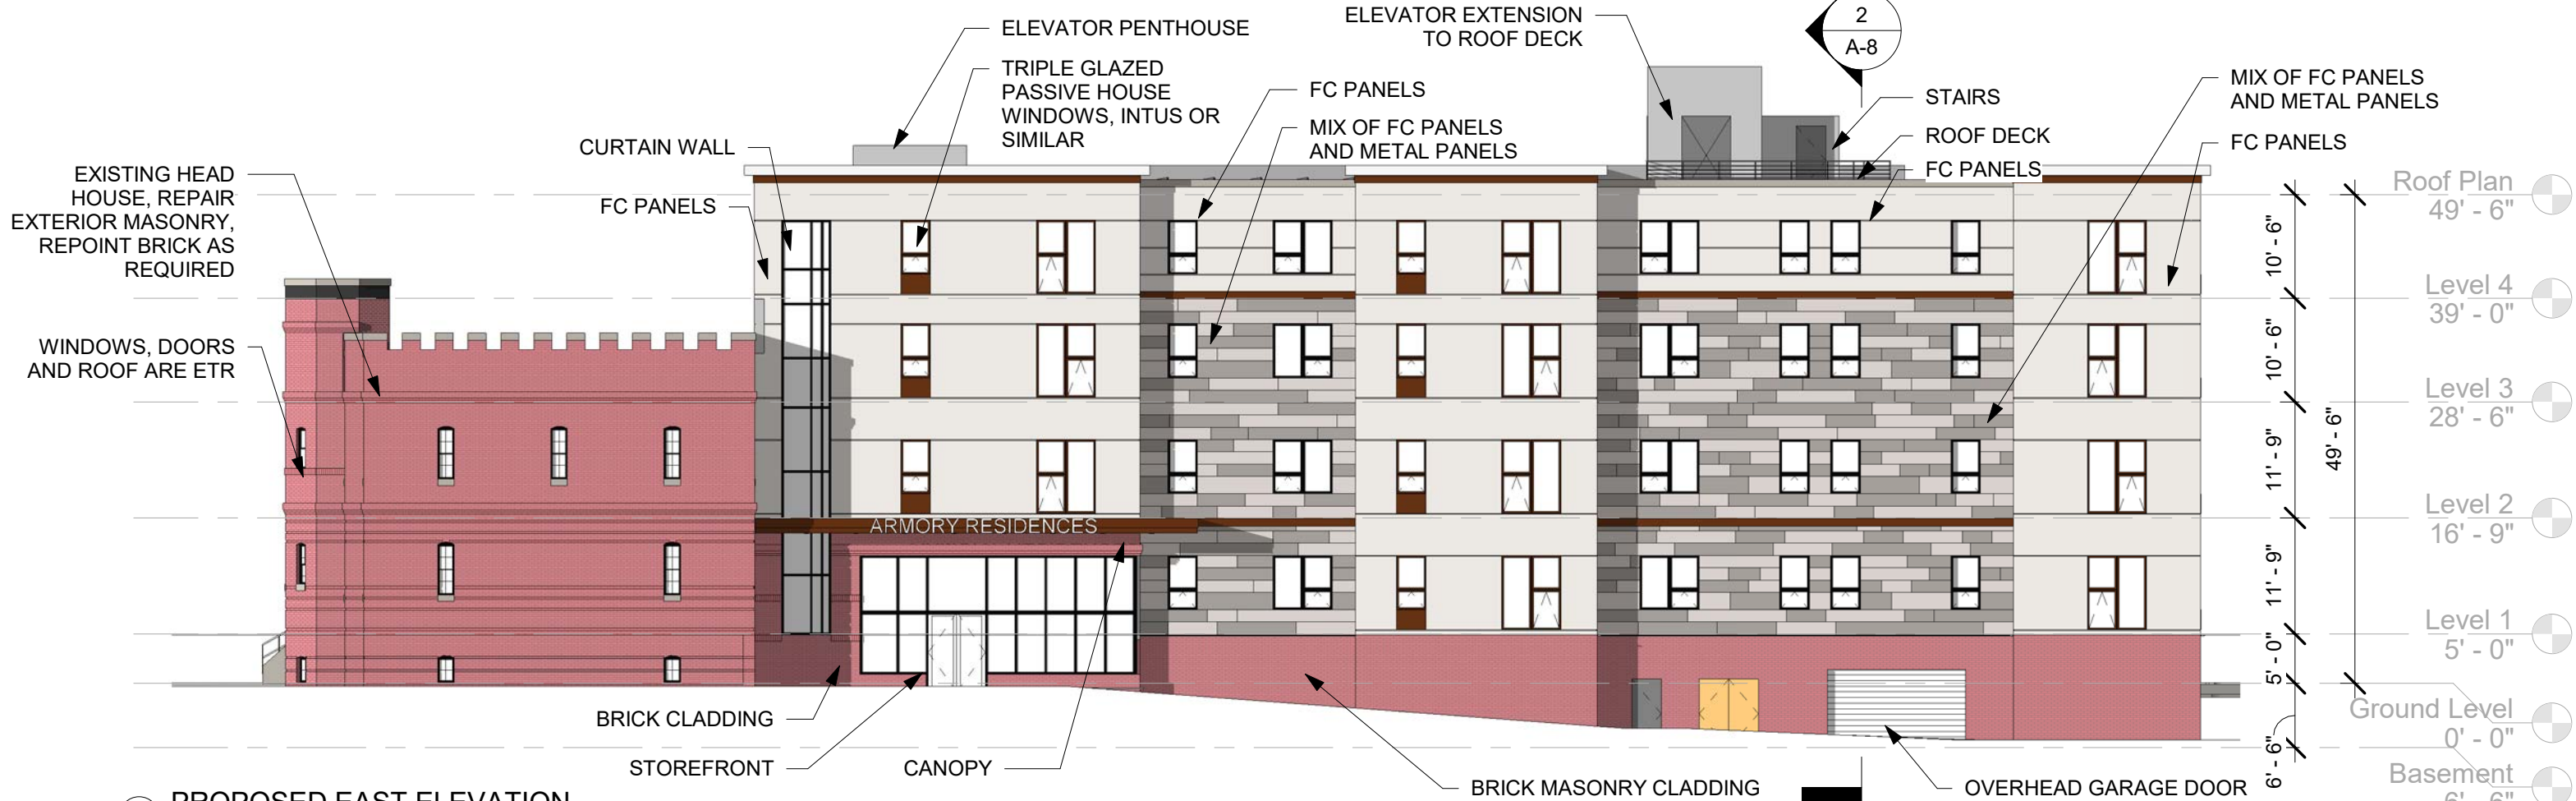 ELEVATOR PENTHOUSE
ELEVATOR EXTENSION
TO ROOF DECK
2
A-8
TRIPLE GLAZED
PASSIVE HOUSE
WINDOWS, INTUS OR
SIMILAR
FC PANELS
MIX OF FC PANELS
AND METAL PANELS
STAIRS
ROOF DECK
FC PANELS
MIX OF FC PANELS
AND METAL PANELS
FC PANELS
CURTAIN WALL
FC PANELS
EXISTING HEAD
HOUSE, REPAIR
EXTERIOR MASONRY,
REPOINT BRICK AS
REQUIRED
WINDOWS, DOORS
AND ROOF ARE ETR
ARMORY RESIDENCES
Roof Plan
49' - 6"
10' - 6"
Level 4
39' - 0"
10' - 6"
Level 3
28' - 6"
49' - 6"
11' - 9"
Level 2
16' - 9"
11' - 9"
Level 1
5' - 0"
5' - 0"
Ground Level
0' - 0"
6' - 6"
Basement
BRICK CLADDING
STOREFRONT
CANOPY
BRICK MASONRY CLADDING
OVERHEAD GARAGE DOOR
PROPOSED EAST ELEVATION